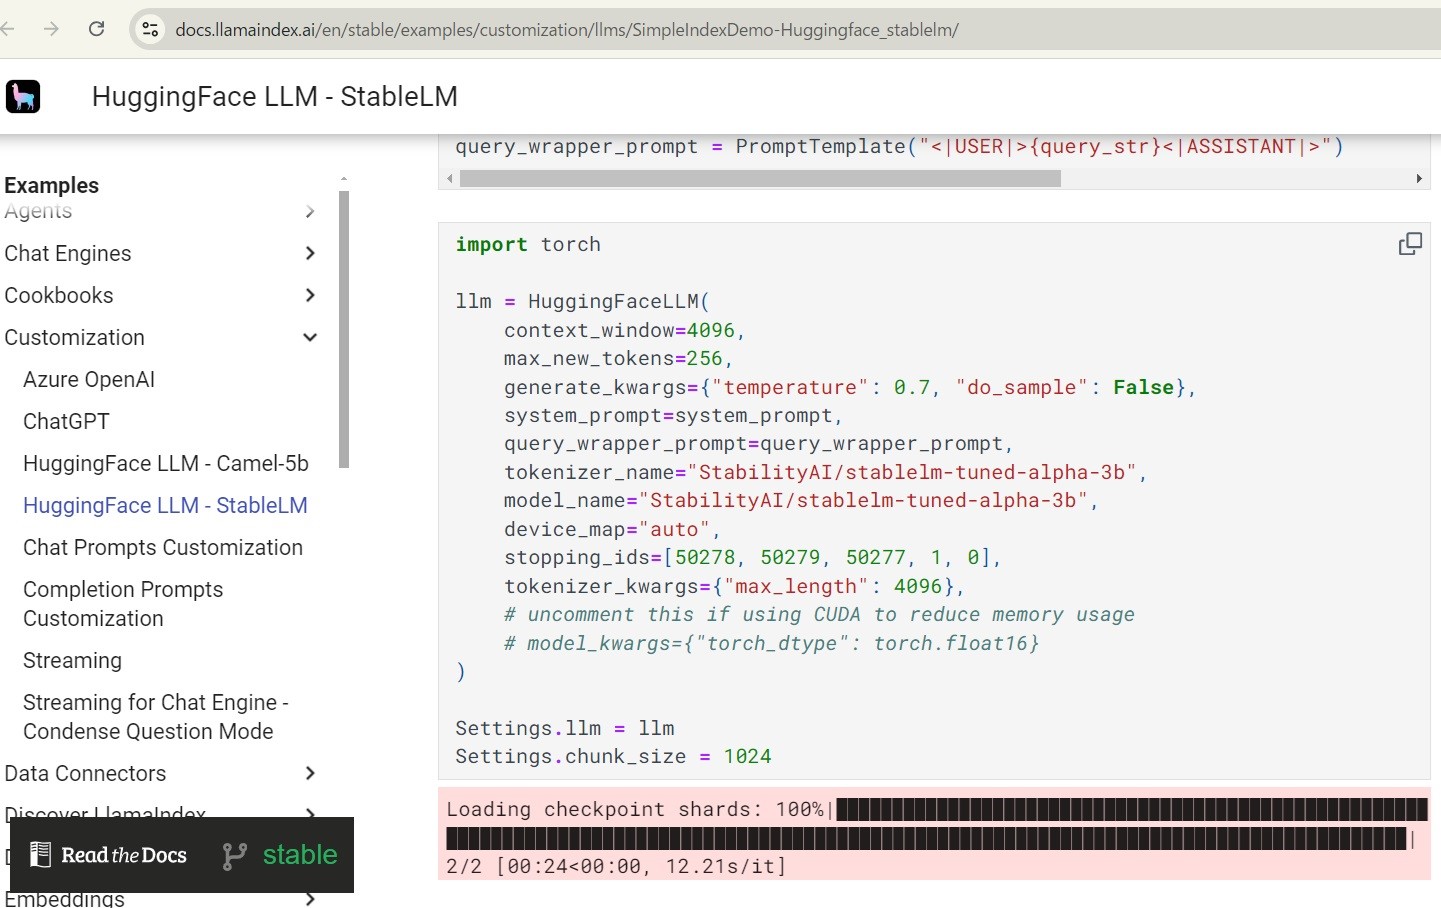 docs.llamaindex.ai/en/stable/examples/customization/llms/SimpleIndexDemo-Huggingface_stablelm/
HuggingFace LLM - StableLM
Examples
Agents
Chat Engines
Cookbooks
Customization
Azure OpenAI
ChatGPT
HuggingFace LLM - Camel-5b
HuggingFace LLM - StableLM
Chat Prompts Customization
Completion Prompts
Customization
Streaming
Streaming for Chat Engine -
Condense Question Mode
Data Connectors
Discover LlamaIndex
Read the Docs
stable
Embeddings
query_wrapper_prompt = PromptTemplate("<|USER|>{query_str}<|ASSISTANT|>")
import torch
llm = HuggingFaceLLM(
    context_window=4096,
    max_new_tokens=256,
    generate_kwargs={"temperature": 0.7, "do_sample": False},
    system_prompt=system_prompt,
    query_wrapper_prompt=query_wrapper_prompt,
    tokenizer_name="StabilityAI/stablelm-tuned-alpha-3b",
    model_name="StabilityAI/stablelm-tuned-alpha-3b",
    device_map="auto",
    stopping_ids=[50278, 50279, 50277, 1, 0],
    tokenizer_kwargs={"max_length": 4096},
    # uncomment this if using CUDA to reduce memory usage
    # model_kwargs={"torch_dtype": torch.float16}
)
Settings.llm = llm
Settings.chunk_size = 1024
Loading checkpoint shards: 100%|
|
2/2 [00:24<00:00, 12.21s/it]